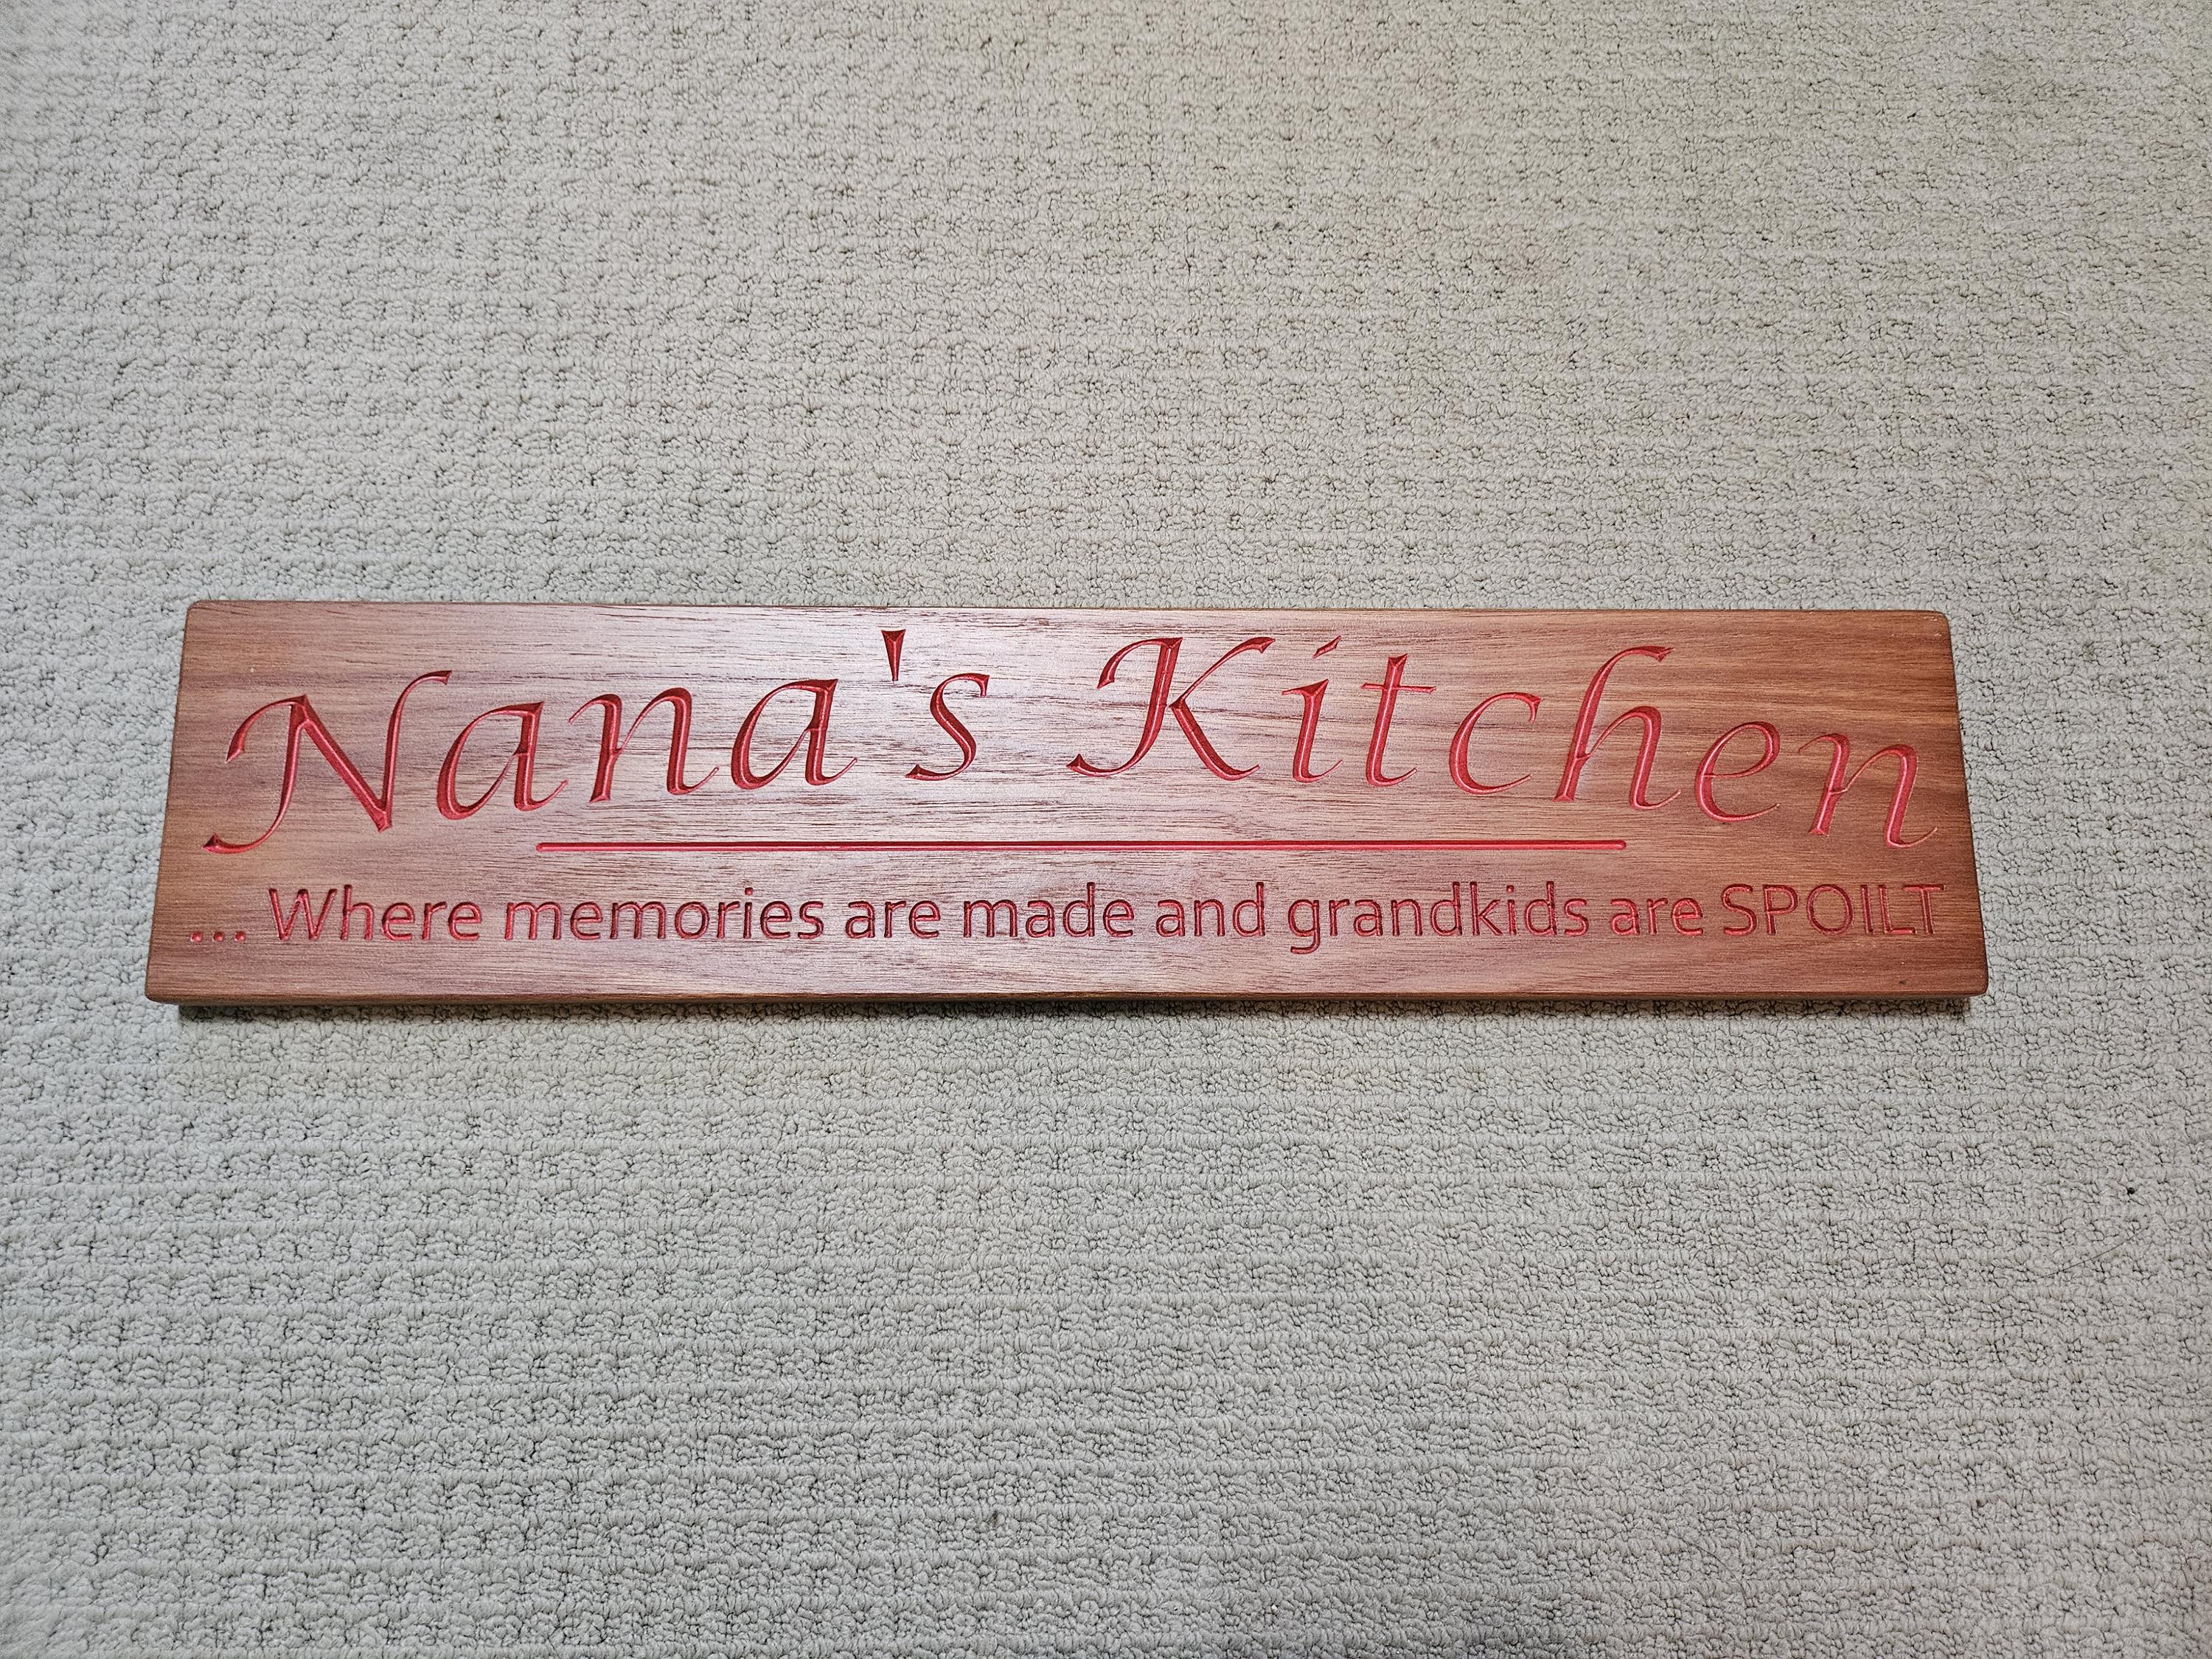 Nana's Kitchen
... Where memories are made and grandkids are SPOILT